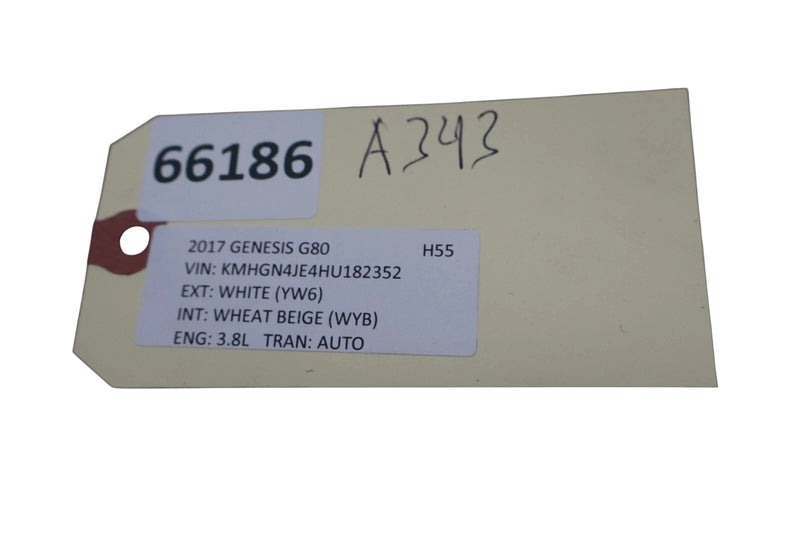 66186
A343
2017 GENESIS G80 H55
VIN: KMHGN4JE4HU182352
EXT: WHITE (YW6)
INT: WHEAT BEIGE (WYB)
ENG: 3.8L TRAN: AUTO